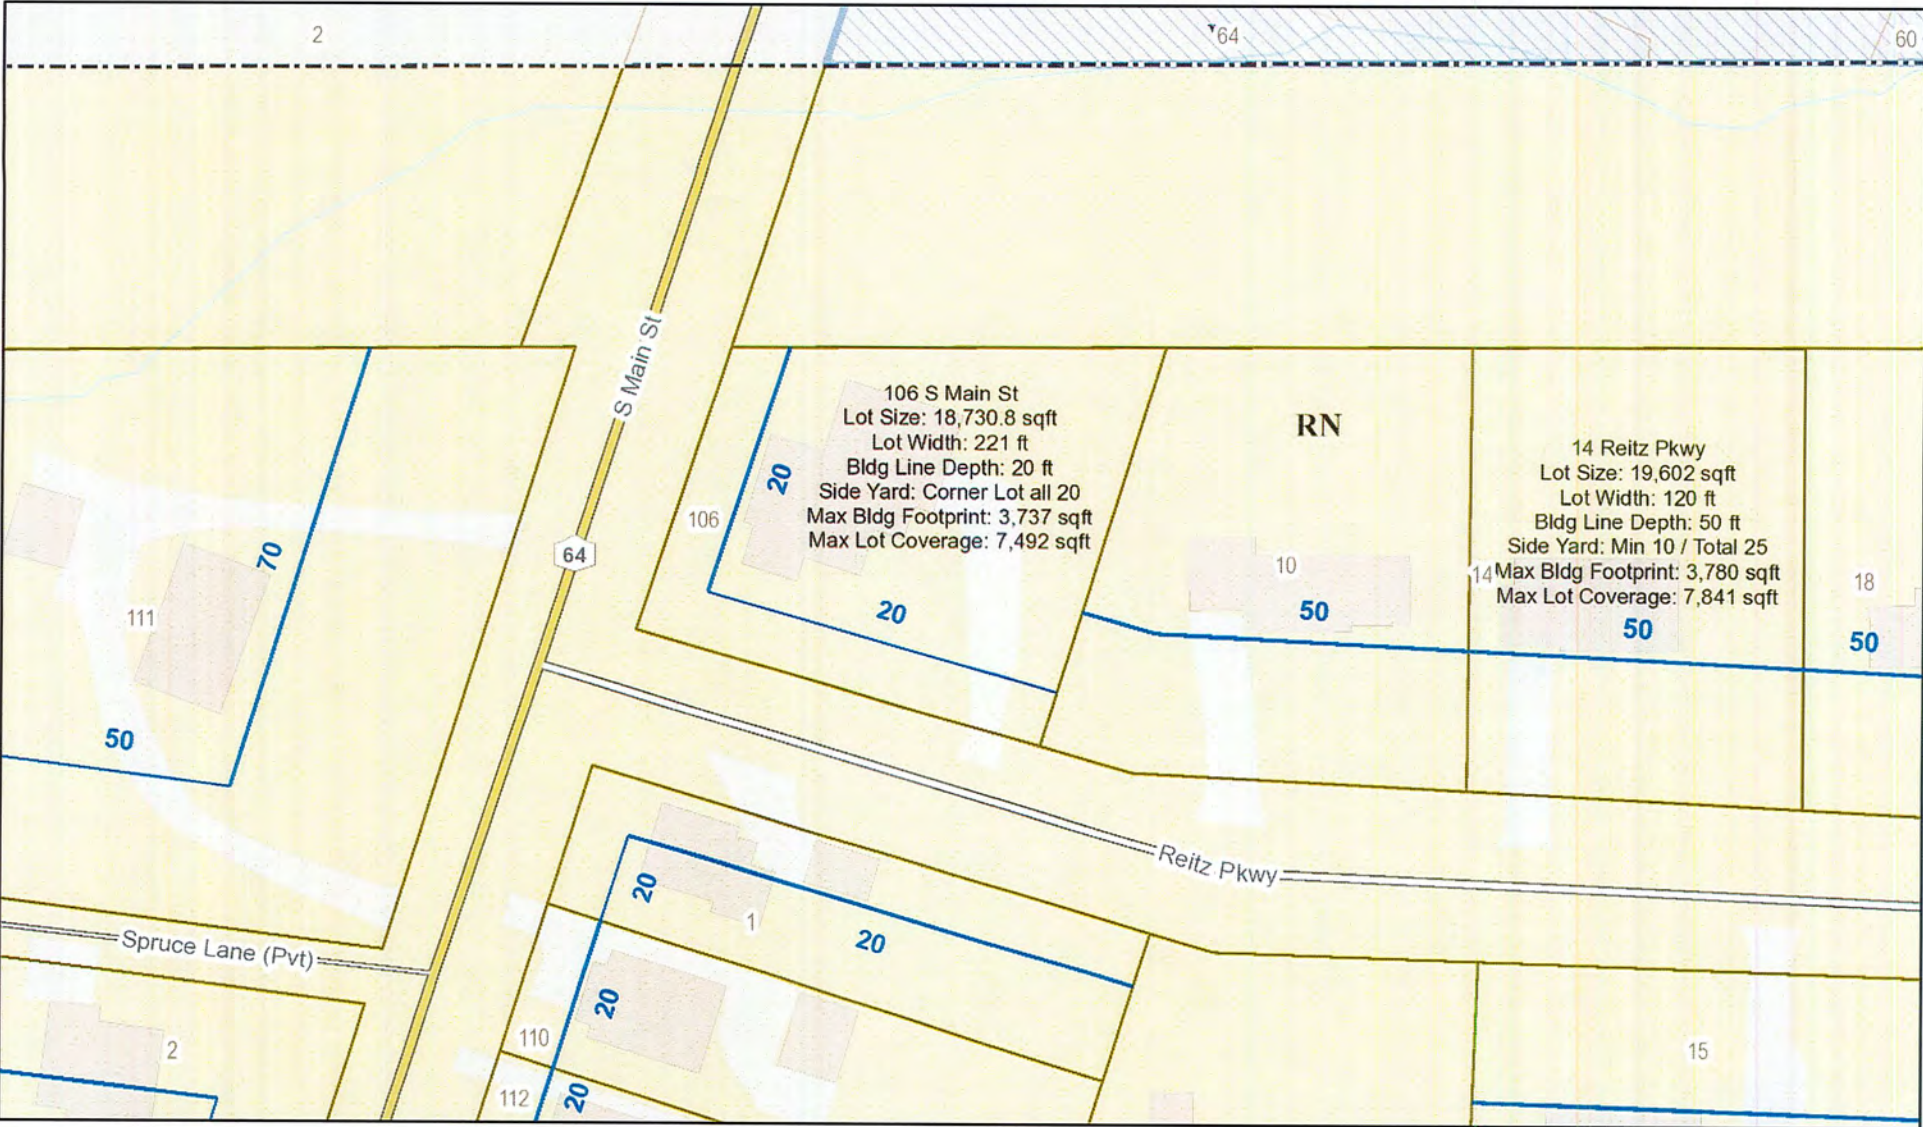 2
64
60
S Main St
106 S Main St
Lot Size: 18,730.8 sqft
Lot Width: 221 ft
Bldg Line Depth: 20 ft
Side Yard: Corner Lot all 20
Max Bldg Footprint: 3,737 sqft
Max Lot Coverage: 7,492 sqft
RN
14 Reitz Pkwy
Lot Size: 19,602 sqft
Lot Width: 120 ft
Bldg Line Depth: 50 ft
Side Yard: Min 10 / Total 25
Max Bldg Footprint: 3,780 sqft
Max Lot Coverage: 7,841 sqft
20
106
64
70
111
20
10
50
14
50
18
50
50
Reitz Pkwy
20
1
20
Spruce Lane (Pvt)
20
110
2
15
112
20